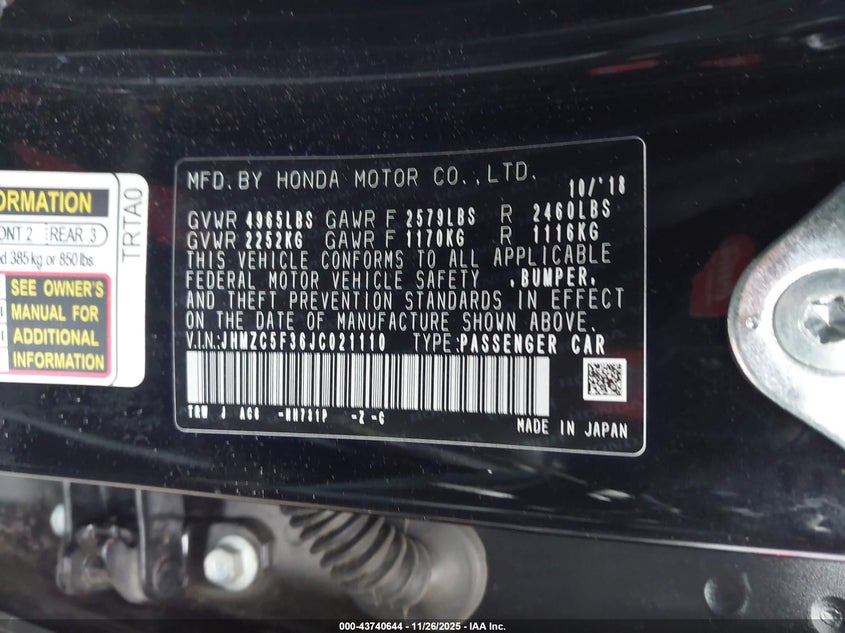 ORMATION
ONT 2 REAR 3
d 385 kg or 850 lbs.
SEE OWNER'S
MANUAL FOR
ADDITIONAL
INFORMATION
TRTA0
MFD. BY HONDA MOTOR CO., LTD. 10/'18
GVWR 4965LBS GAWR F 2579LBS R 2460LBS
GVWR 2252KG GAWR F 1170KG R 1116KG
THIS VEHICLE CONFORMS TO ALL APPLICABLE
FEDERAL MOTOR VEHICLE SAFETY ,BUMPER,
AND THEFT PREVENTION STANDARDS IN EFFECT
ON THE DATE OF MANUFACTURE SHOWN ABOVE.
V.I.N.:JHMZC5F36JC021110 TYPE:PASSENGER CAR
TRW J AC6 -NH731P -Z -G
MADE IN JAPAN
000-43740644 | 11/26/2025 - IAA Inc.